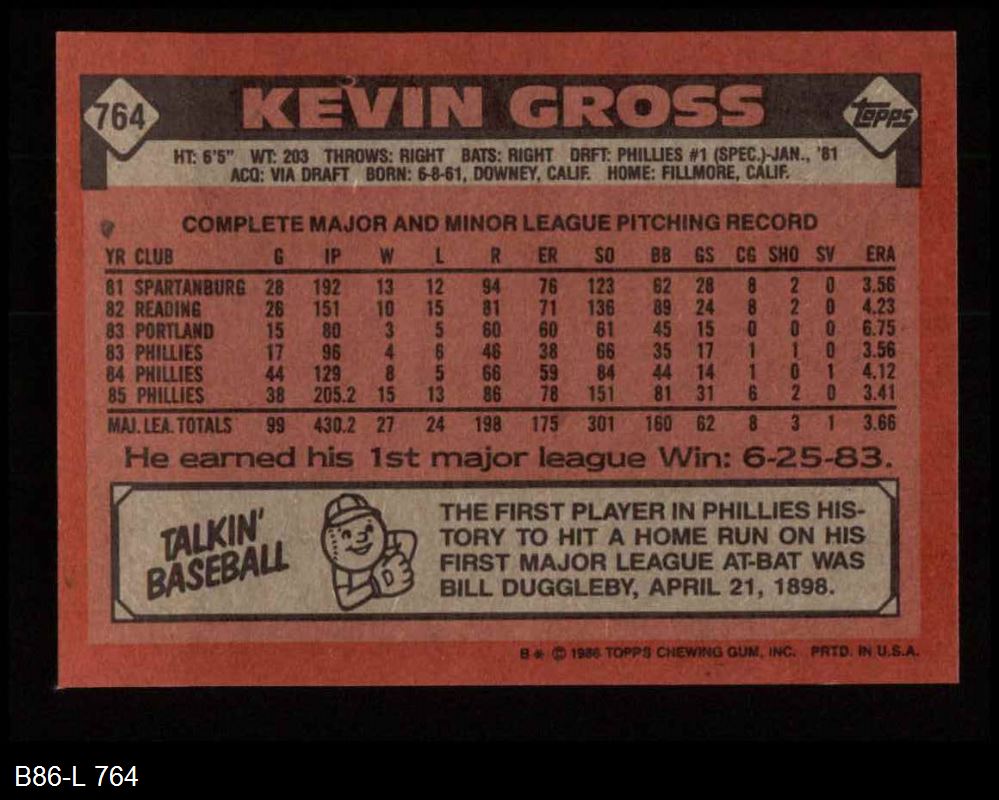 764
KEVIN GROSS
Topps
HT: 6'5" WT: 203 THROWS: RIGHT BATS: RIGHT DRFT: PHILLIES #1 (SPEC.)-JAN., '81
ACQ: VIA DRAFT BORN: 6-8-61, DOWNEY, CALIF. HOME: FILLMORE, CALIF.
COMPLETE MAJOR AND MINOR LEAGUE PITCHING RECORD
YR CLUB G IP W L R ER SO BB GS CG SHO SV ERA
81 SPARTANBURG 28 192 13 12 94 76 123 62 28 8 2 0 3.56
82 READING 26 151 10 15 81 71 136 89 24 8 2 0 4.23
83 PORTLAND 15 80 3 5 60 60 61 45 15 0 0 0 6.75
83 PHILLIES 17 96 4 6 46 38 66 35 17 1 1 0 3.56
84 PHILLIES 44 129 8 5 66 59 84 44 14 1 0 1 4.12
85 PHILLIES 38 205.2 15 13 86 78 151 81 31 6 2 0 3.41
MAJ. LEA. TOTALS 99 430.2 27 24 198 175 301 160 62 8 3 1 3.66
He earned his 1st major league Win: 6-25-83.
TALKIN'
BASEBALL
THE FIRST PLAYER IN PHILLIES HIS-
TORY TO HIT A HOME RUN ON HIS
FIRST MAJOR LEAGUE AT-BAT WAS
BILL DUGGLEBY, APRIL 21, 1898.
B* © 1986 TOPPS CHEWING GUM, INC. PRTD. IN U.S.A.
B86-L 764